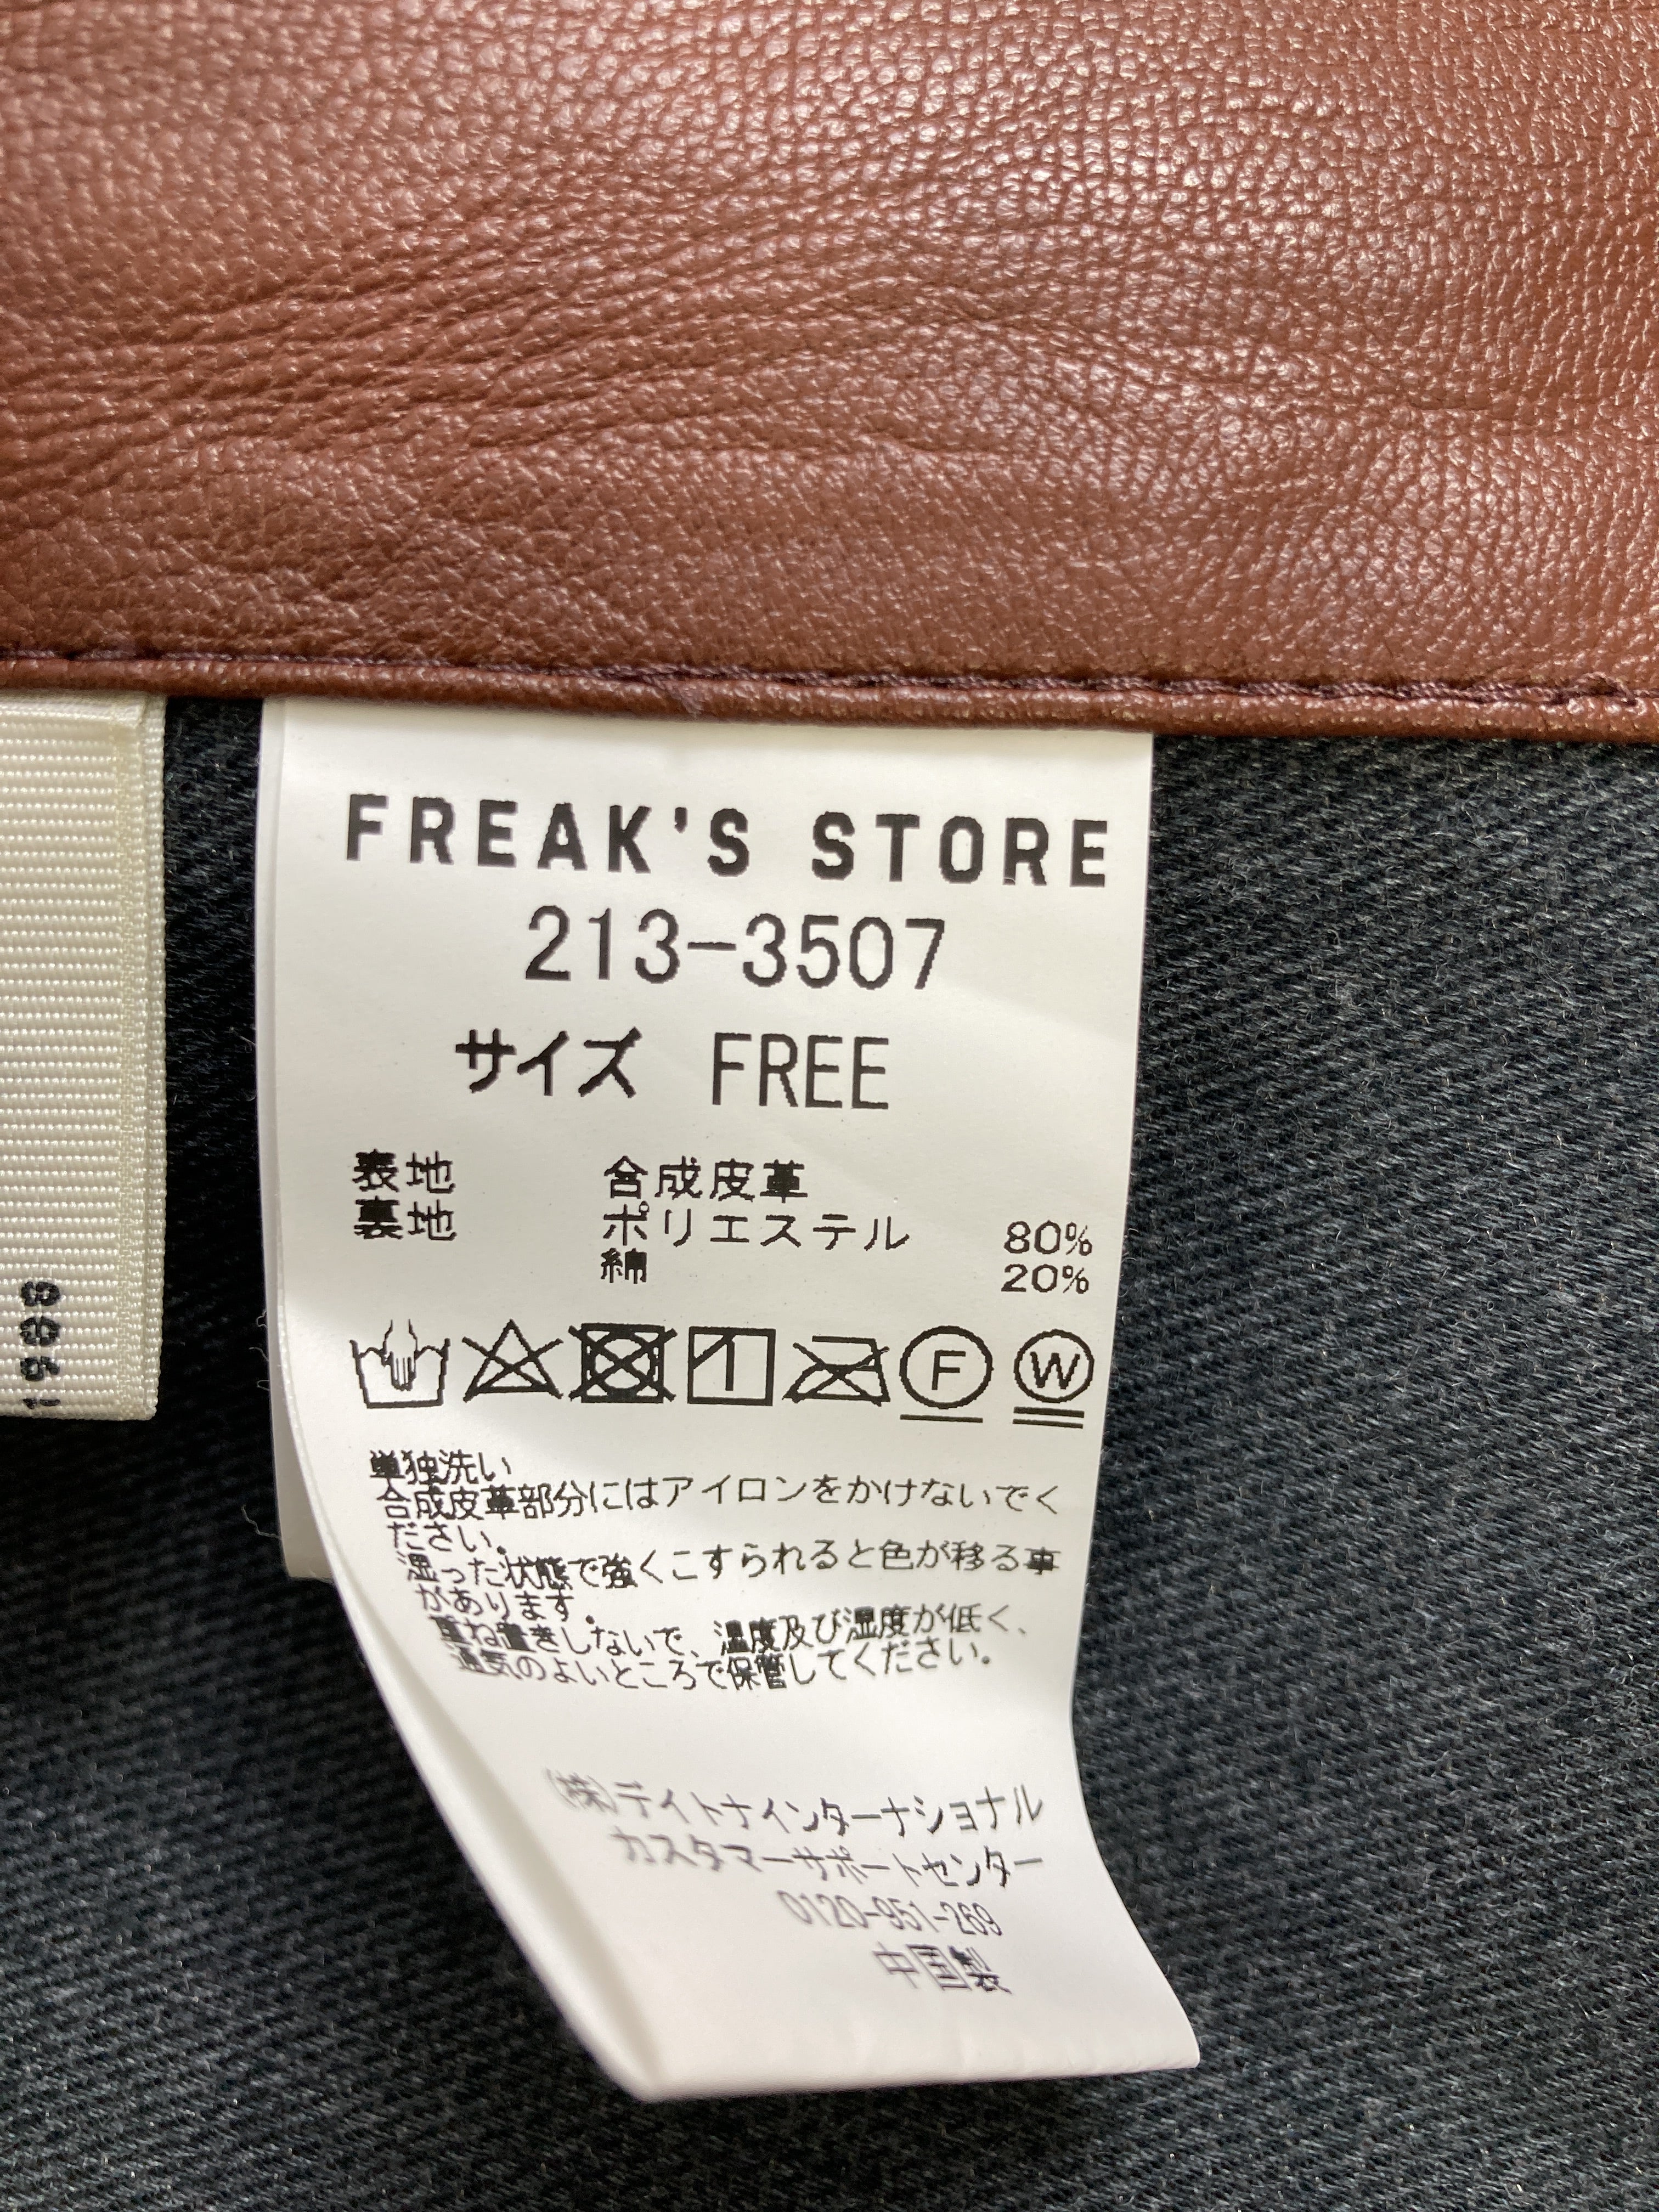 FREAK'S STORE
213-3507
サイズ FREE
表地 合成皮革
裏地 ポリエステル 80%
綿 20%
F W
単独洗い
合成皮革部分にはアイロンをかけないでく
ださい。
湿った状態で強くこすられると色が移る事
があります。
重ね置きをしないで、温度及び湿度が低く、
通気のよいところで保管してください。
(株)デイトナインターナショナル
カスタマーサポートセンター
0120-951-269
中国製
1988